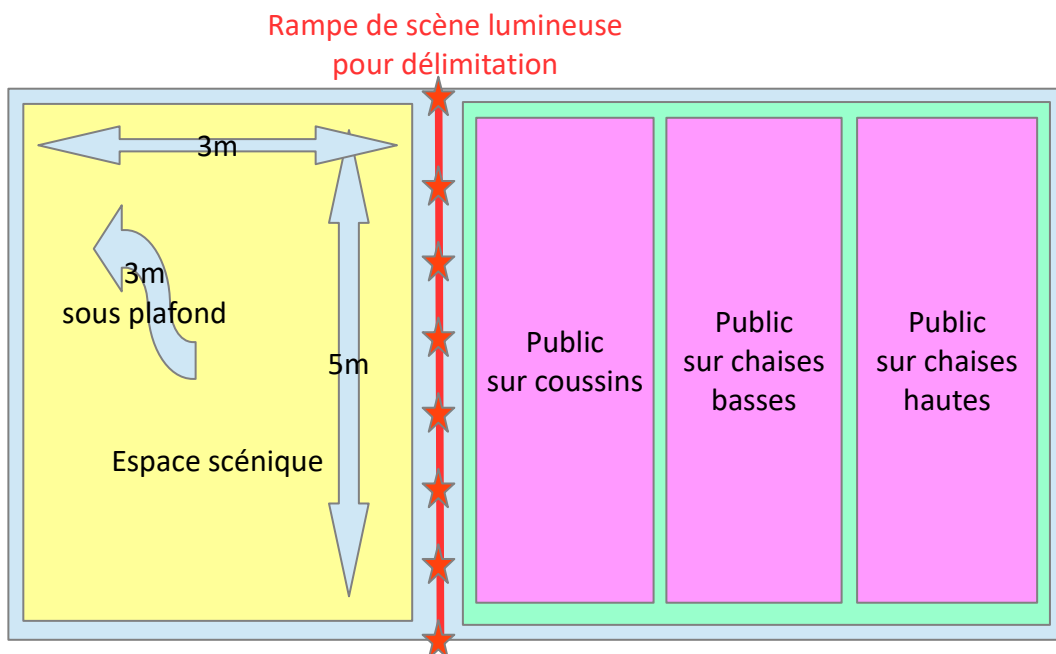 Rampe de scène lumineuse
pour délimitation
3m
3m
sous plafond
5m
Espace scénique
Public
sur coussins
Public
sur chaises
basses
Public
sur chaises
hautes